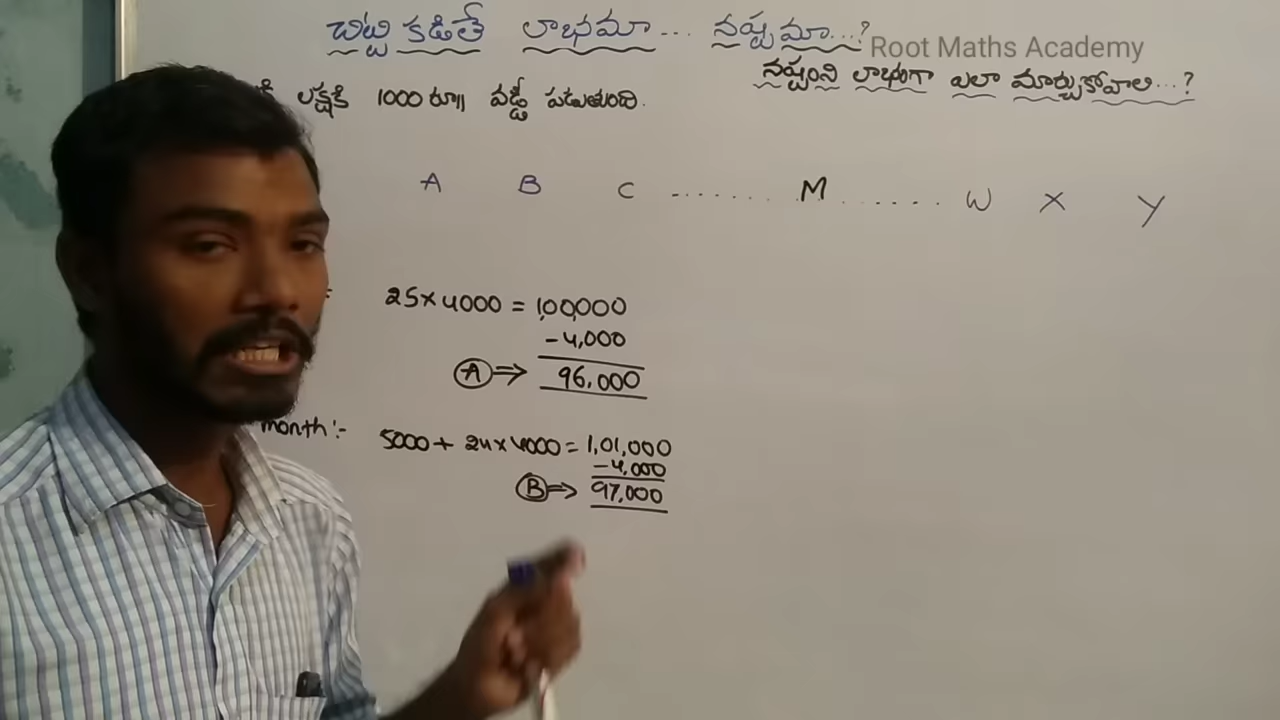 చిట్టి కడితే లాభమా... నష్టమా...?
Root Maths Academy
నష్టంని లాభంగా ఎలా మార్చుకోవాలి...?
లక్షకి 1000 రూ॥ వడ్డీ పడుతుంది.
A B C ........ M ....... W X Y
25×4000 = 1,00,000
-4,000
A ⇒ 96,000
month:- 5000 + 24×4000 = 1,01,000
-4,000
B ⇒ 97,000